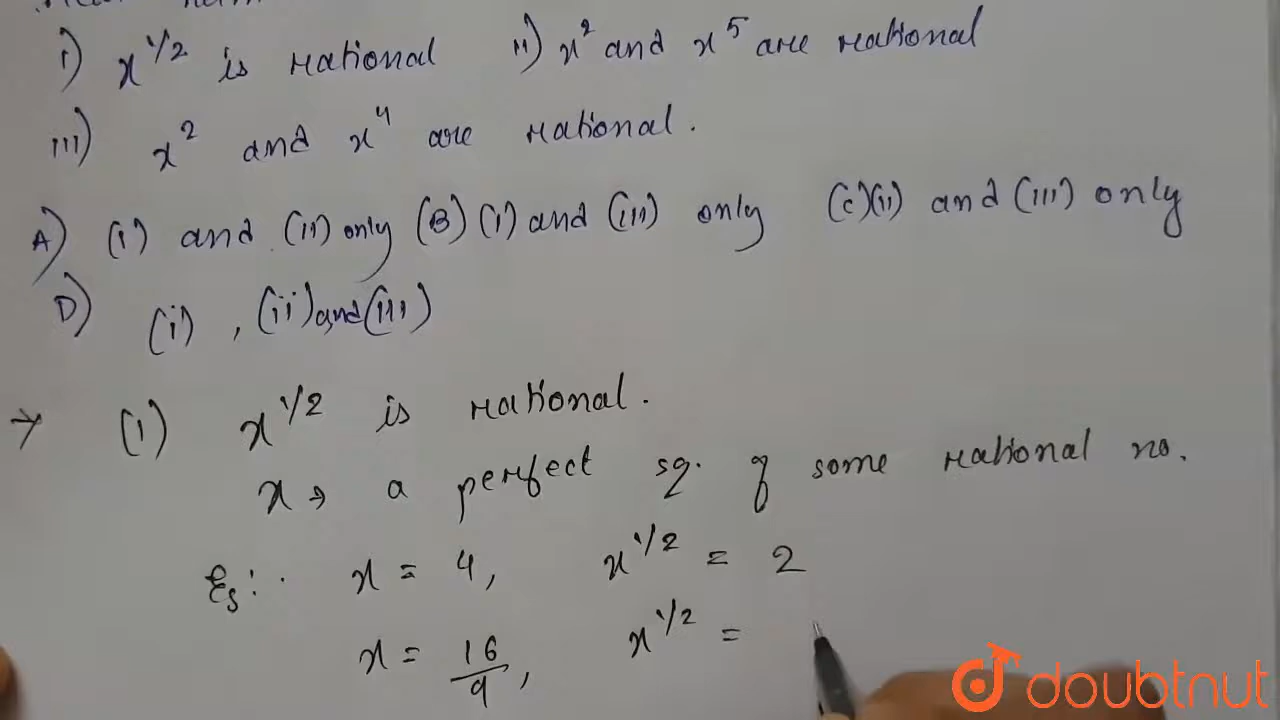 I) x^1/2 is rational II) x^2 and x^5 are rational
III) x^2 and x^4 are rational.
A) (i) and (ii) only (B) (i) and (iii) only (c) (ii) and (iii) only
D) (i) , (ii) and (iii)
→ (1) x^1/2 is rational.
x → a perfect sq. of some rational no.
Eg:. x = 4, x^1/2 = 2
x = 16/9, x^1/2 =
doubtnut